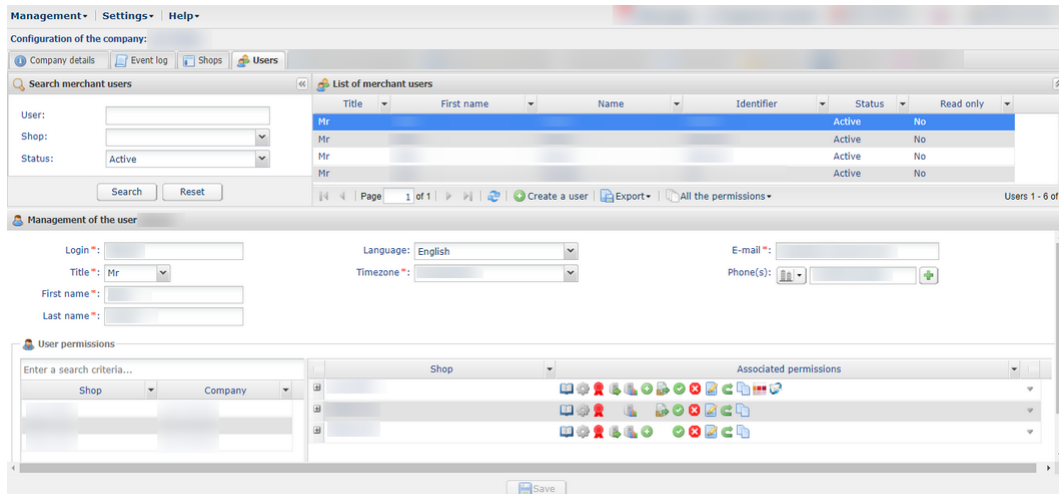 Management Settings Help
Configuration of the company:
Company details Event log Shops Users
Search merchant users
List of merchant users
Title First name Name Identifier Status Read only
User:
Mr Active No
Shop:
Mr Active No
Status: Active
Mr Active No
Mr Active No
Search Reset
Page 1 of 1 Create a user Export All the permissions Users 1 - 6 of
Management of the user
Login *: Language: English E-mail *:
Title *: Mr Timezone *: Phone(s):
First name *:
Last name *:
User permissions
Enter a search criteria...
Shop Associated permissions
Shop Company
Save